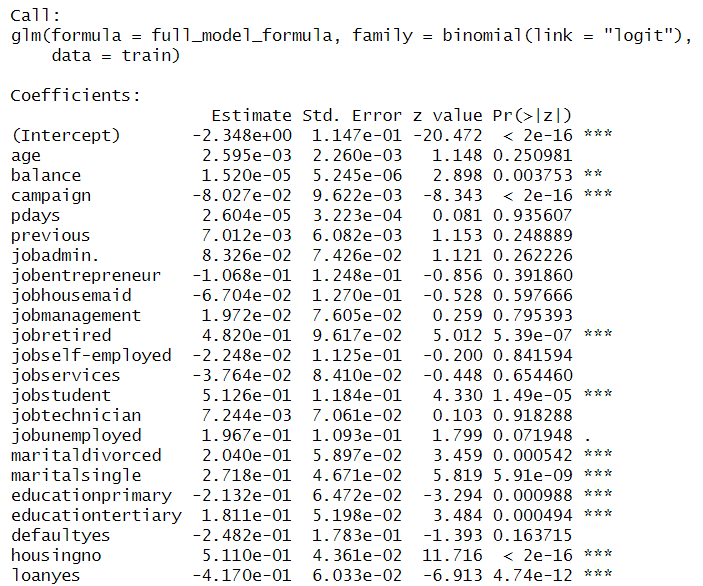 Call:
glm(formula = full_model_formula, family = binomial(link = "logit"),
    data = train)
Coefficients:
                    Estimate Std. Error z value Pr(>|z|)
(Intercept)       -2.348e+00  1.147e-01 -20.472  < 2e-16 ***
age                2.595e-03  2.260e-03   1.148 0.250981
balance            1.520e-05  5.245e-06   2.898 0.003753 **
campaign          -8.027e-02  9.622e-03  -8.343  < 2e-16 ***
pdays              2.604e-05  3.223e-04   0.081 0.935607
previous           7.012e-03  6.082e-03   1.153 0.248889
jobadmin.          8.326e-02  7.426e-02   1.121 0.262226
jobentrepreneur   -1.068e-01  1.248e-01  -0.856 0.391860
jobhousemaid      -6.704e-02  1.270e-01  -0.528 0.597666
jobmanagement      1.972e-02  7.605e-02   0.259 0.795393
jobretired         4.820e-01  9.617e-02   5.012 5.39e-07 ***
jobself-employed  -2.248e-02  1.125e-01  -0.200 0.841594
jobservices       -3.764e-02  8.410e-02  -0.448 0.654460
jobstudent         5.126e-01  1.184e-01   4.330 1.49e-05 ***
jobtechnician      7.244e-03  7.061e-02   0.103 0.918288
jobunemployed      1.967e-01  1.093e-01   1.799 0.071948 .
maritaldivorced    2.040e-01  5.897e-02   3.459 0.000542 ***
maritalsingle      2.718e-01  4.671e-02   5.819 5.91e-09 ***
educationprimary  -2.132e-01  6.472e-02  -3.294 0.000988 ***
educationtertiary  1.811e-01  5.198e-02   3.484 0.000494 ***
defaultyes        -2.482e-01  1.783e-01  -1.393 0.163715
housingno          5.110e-01  4.361e-02  11.716  < 2e-16 ***
loanyes           -4.170e-01  6.033e-02  -6.913 4.74e-12 ***